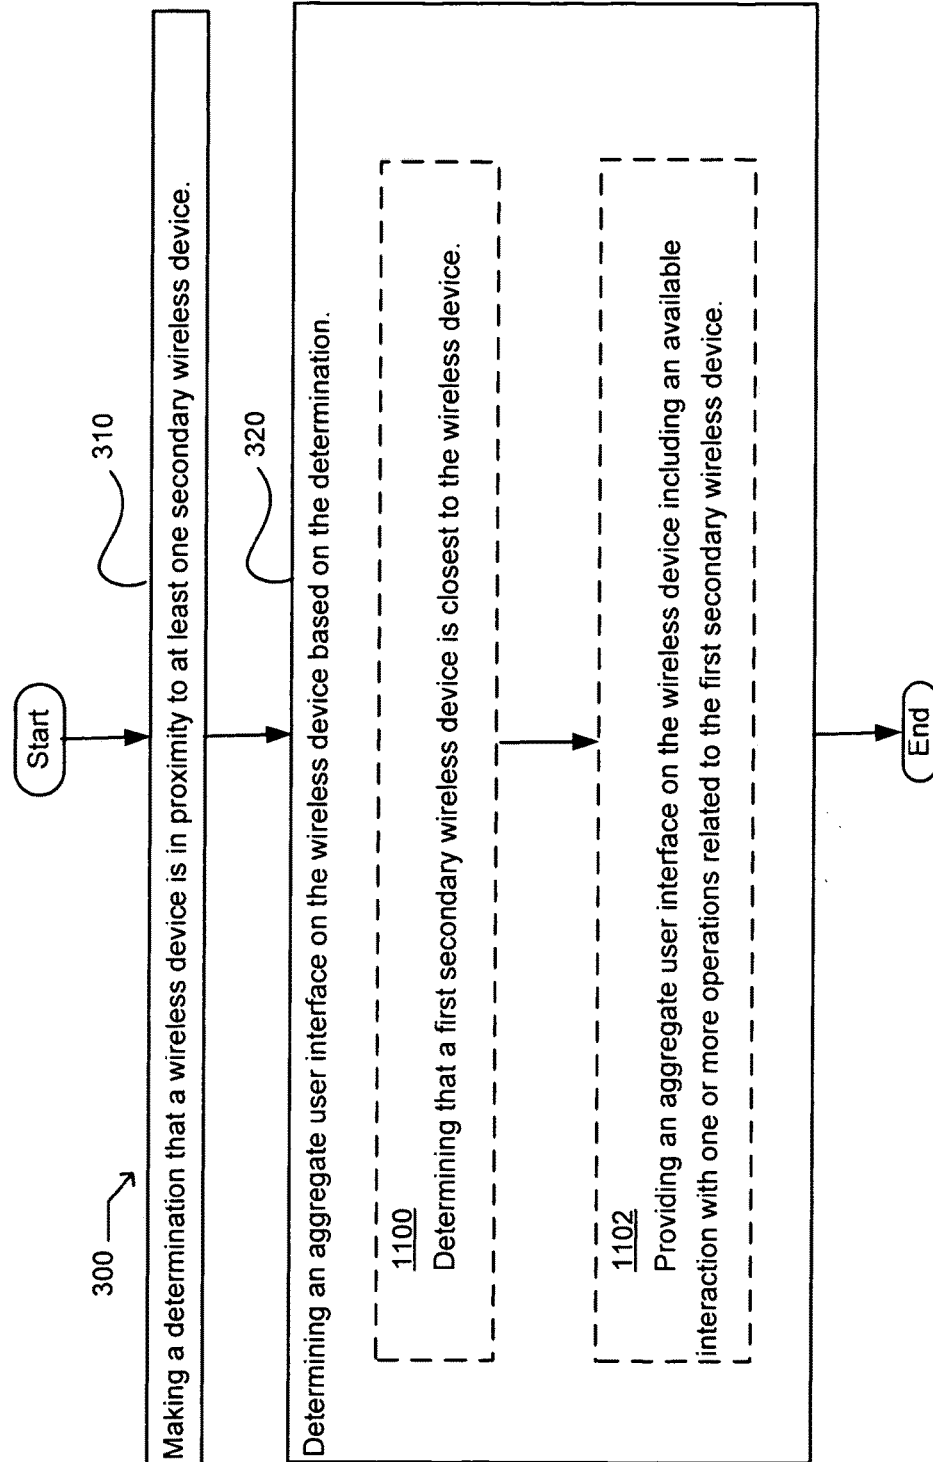 300
Start
310
Making a determination that a wireless device is in proximity to at least one secondary wireless device.
320
Determining an aggregate user interface on the wireless device based on the determination.
1100
Determining that a first secondary wireless device is closest to the wireless device.
1102
Providing an aggregate user interface on the wireless device including an available
interaction with one or more operations related to the first secondary wireless device.
End